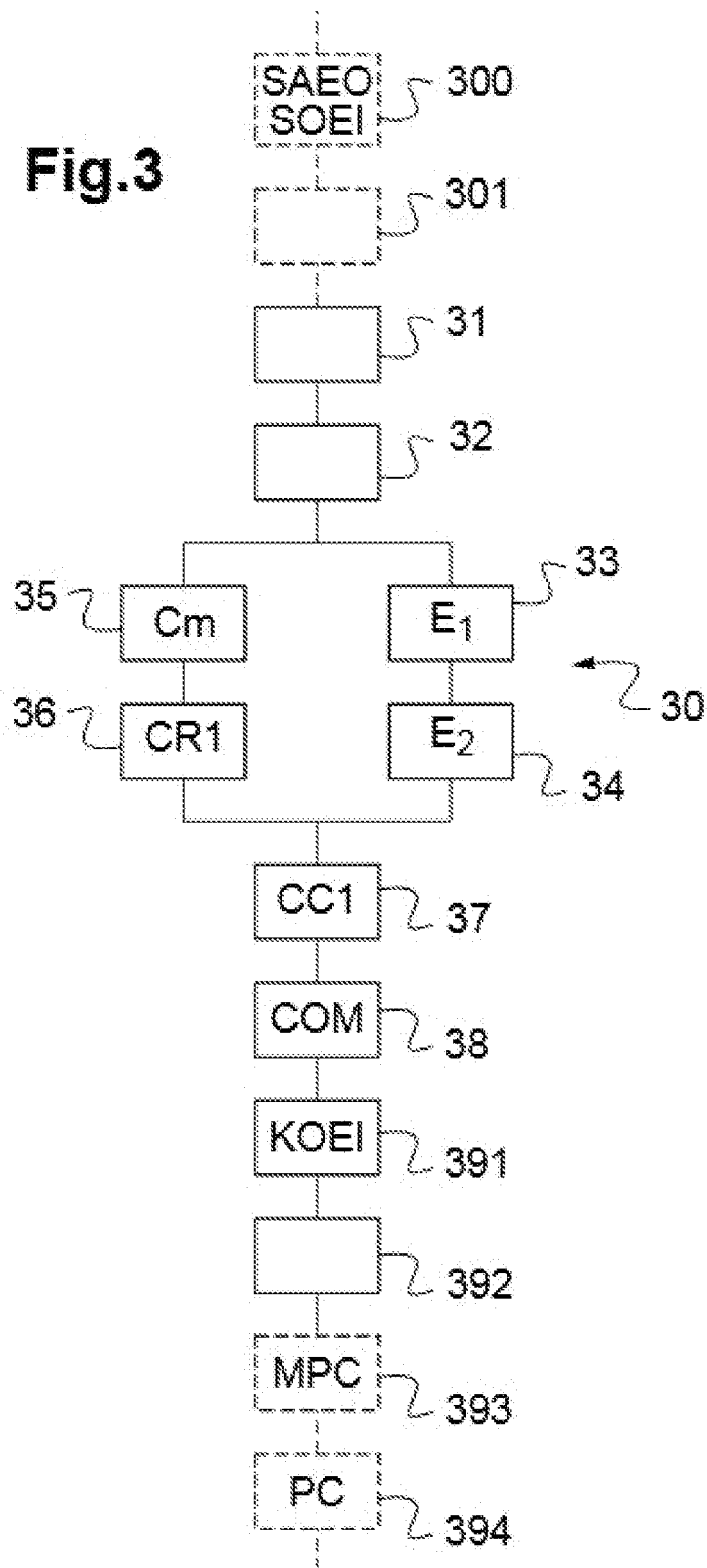 SAEO
SOEI
300
Fig.3
301
31
32
33
35
Cm
E₁
30
36
CR1
E₂
34
CC1
37
COM
38
KOEI
391
392
MPC
393
PC
394